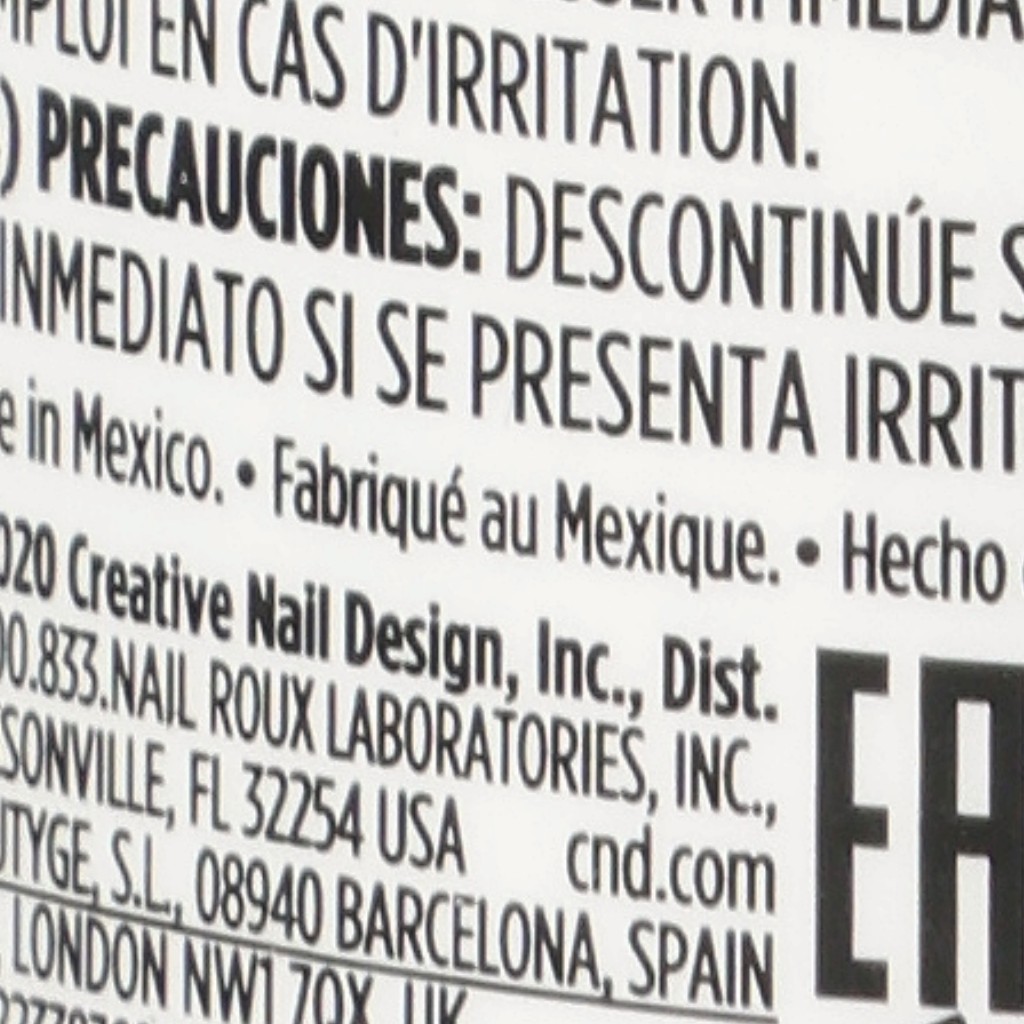 EN CAS D'IRRITATION.
) PRECAUCIONES: DESCONTINÚE S
INMEDIATO SI SE PRESENTA IRRIT
e in Mexico. • Fabriqué au Mexique. • Hecho
020 Creative Nail Design, Inc., Dist.
00.833.NAIL ROUX LABORATORIES, INC.,
SONVILLE, FL 32254 USA cnd.com
UTYGE, S.L., 08940 BARCELONA, SPAIN
LONDON NW1 7QX, UK
EA